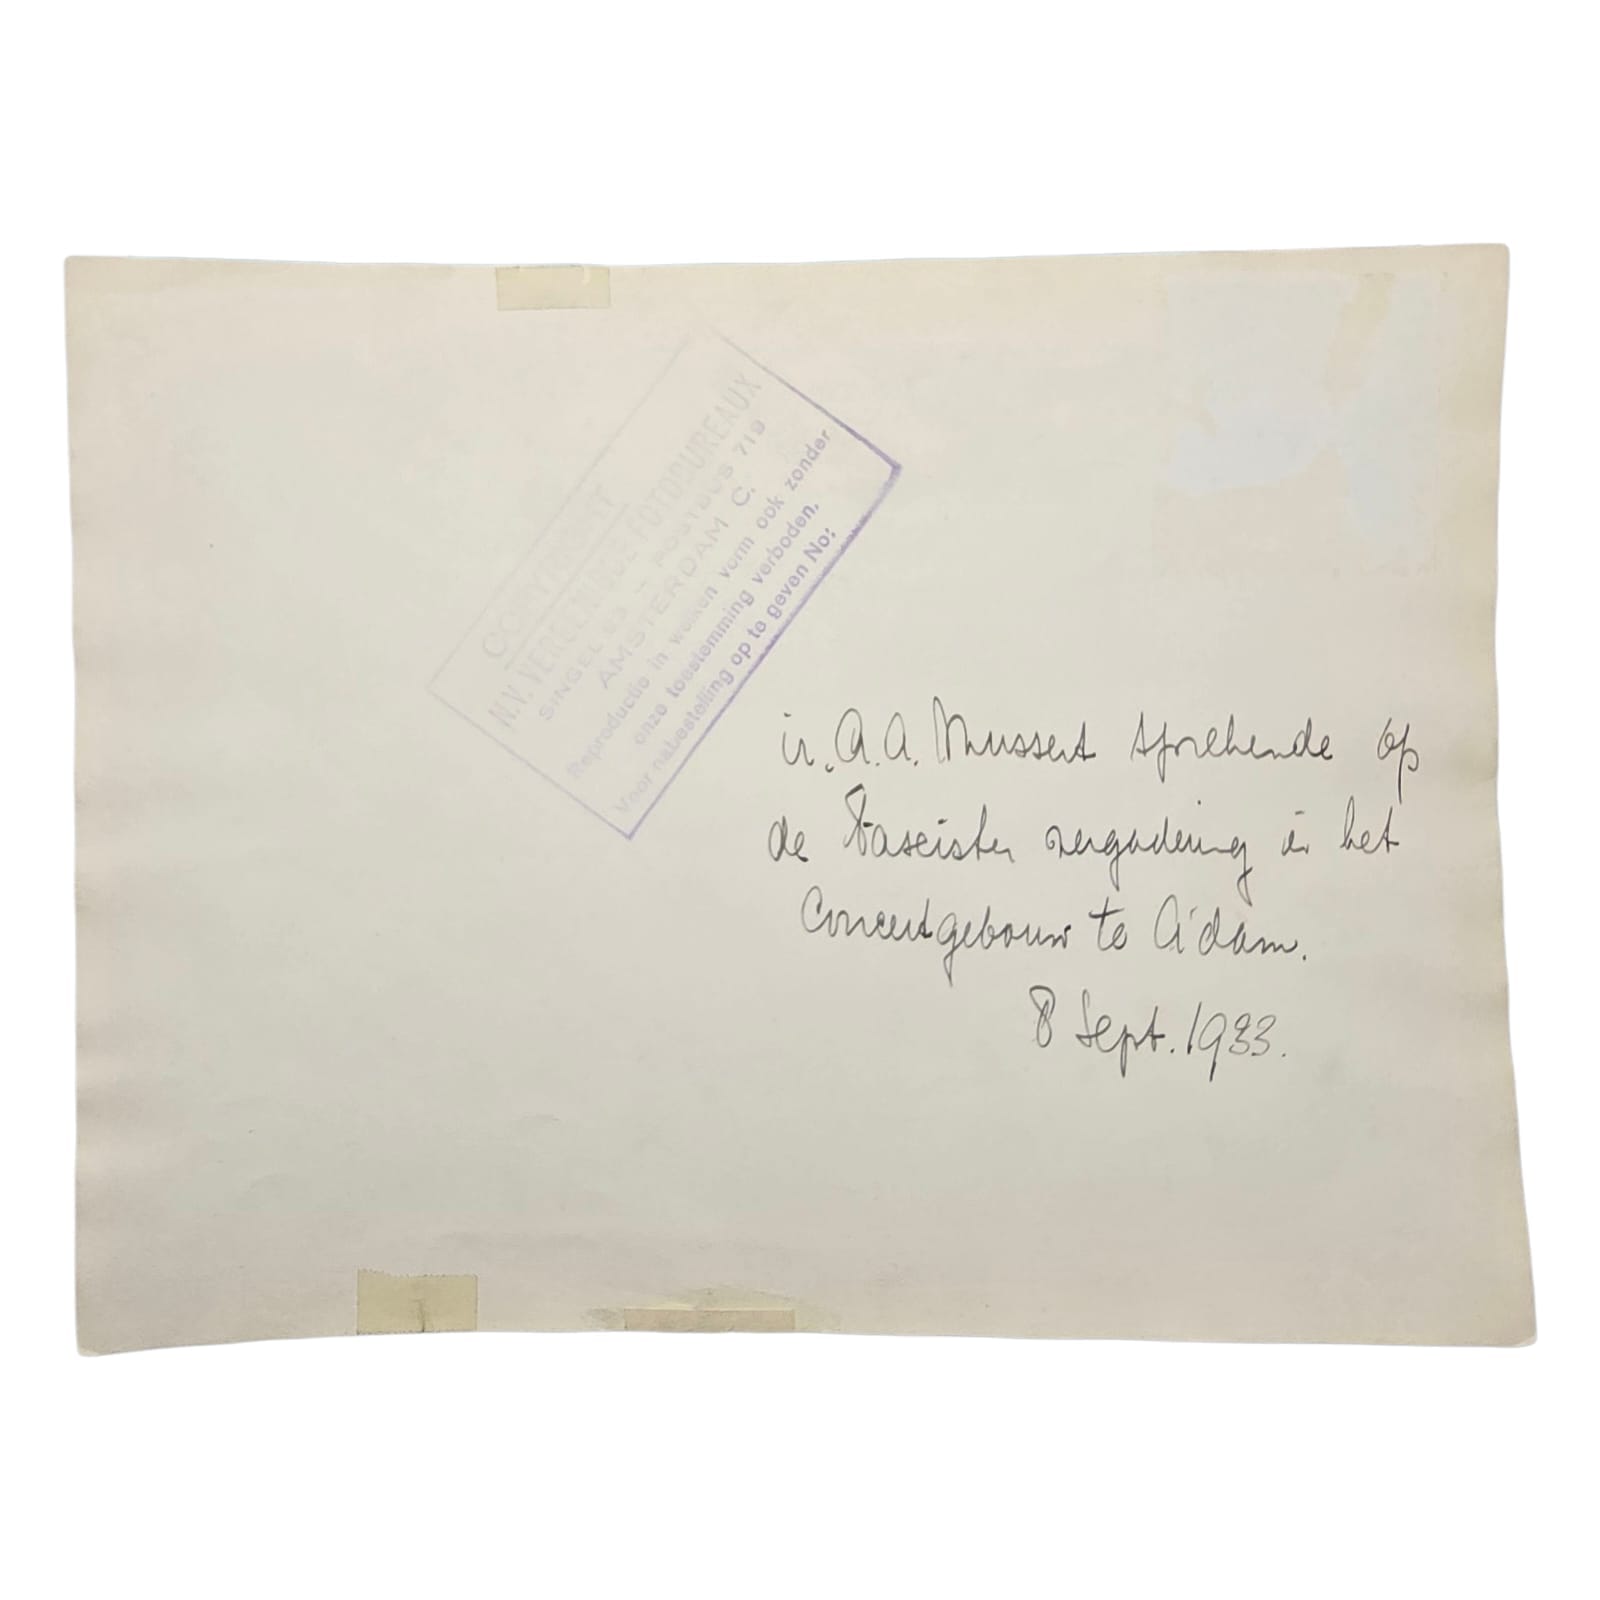 COPYRIGHT
N.V. VEREENIGDE FOTOBUREAUX
SINGEL 83 — POSTBUS 719
AMSTERDAM C.
Reproductie in welken vorm ook zonder
onze toestemming verboden.
Voor nabestelling op te geven No:
ir. A.A. Mussert sprekende op
de Fascisten vergadering in het
Concertgebouw te A'dam.
8 Sept. 1933.